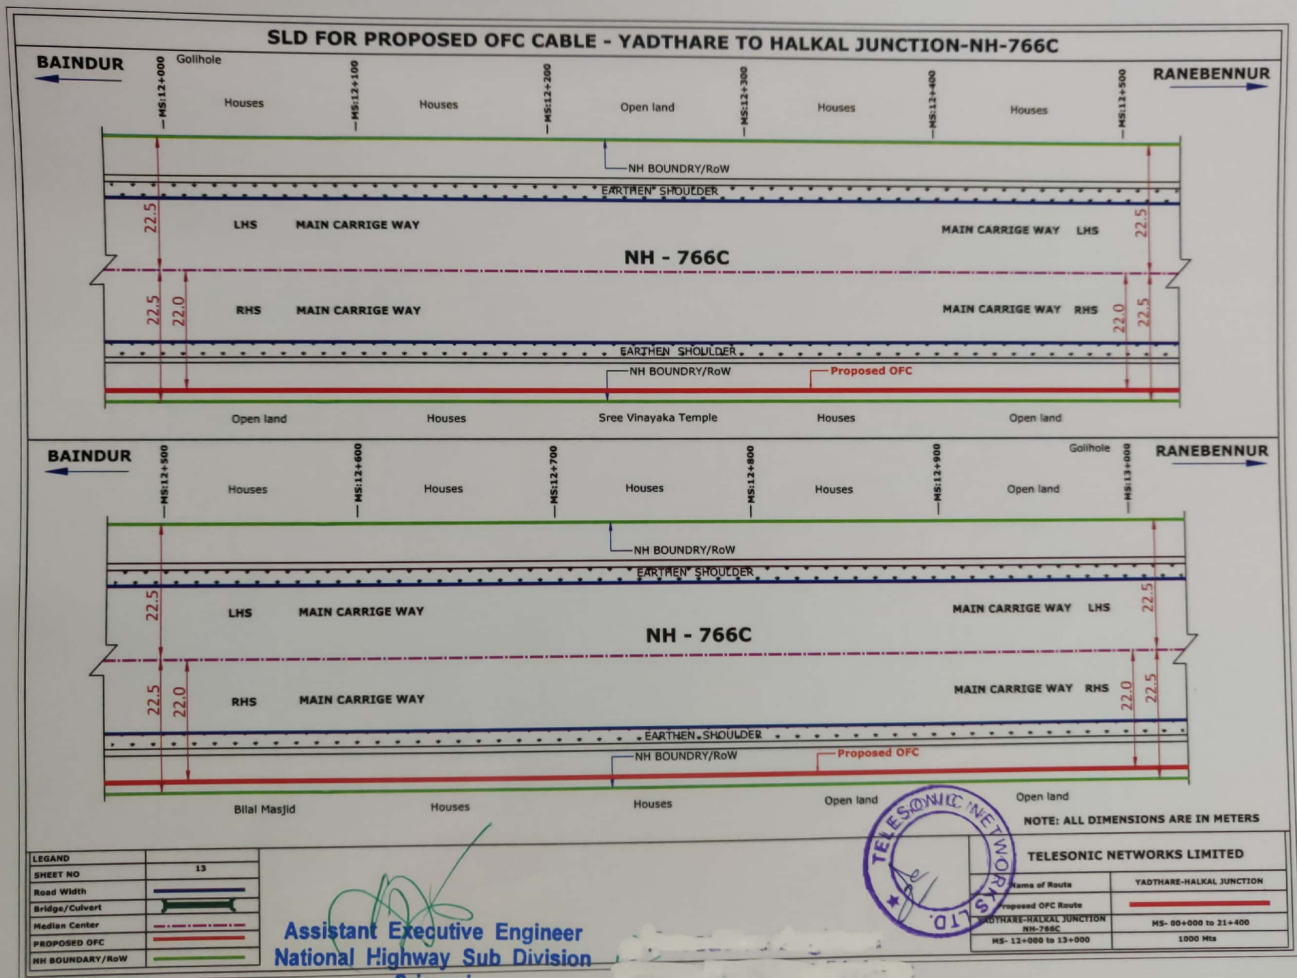 SLD FOR PROPOSED OFC CABLE - YADTHARE TO HALKAL JUNCTION-NH-766C
BAINDUR
Golihole
MS:12+000
MS:12+100
MS:12+200
MS:12+300
MS:12+400
MS:12+500
RANEBENNUR
Houses
Houses
Open land
Houses
Houses
NH BOUNDRY/RoW
EARTHEN SHOULDER
22.5
LHS MAIN CARRIGE WAY
MAIN CARRIGE WAY LHS
22.5
NH - 766C
22.5
22.0
RHS MAIN CARRIGE WAY
MAIN CARRIGE WAY RHS
22.0
22.5
EARTHEN SHOULDER
NH BOUNDRY/RoW
Proposed OFC
Open land
Houses
Sree Vinayaka Temple
Houses
Open land
BAINDUR
MS:12+500
MS:12+600
MS:12+700
MS:12+800
MS:12+900
Golihole
MS:13+000
RANEBENNUR
Houses
Houses
Houses
Houses
Open land
NH BOUNDRY/RoW
EARTHEN SHOULDER
22.5
LHS MAIN CARRIGE WAY
MAIN CARRIGE WAY LHS
22.5
NH - 766C
22.5
22.0
RHS MAIN CARRIGE WAY
MAIN CARRIGE WAY RHS
22.0
22.5
EARTHEN SHOULDER
NH BOUNDRY/RoW
Proposed OFC
Bilal Masjid
Houses
Houses
Open land
Open land
NOTE: ALL DIMENSIONS ARE IN METERS
LEGAND
SHEET NO 13
Road Width
Bridge/Culvert
Median Center
PROPOSED OFC
NH BOUNDARY/RoW
Assistant Executive Engineer
National Highway Sub Division
TELESONIC NETWORKS LTD.
TELESONIC NETWORKS LIMITED
Name of Route YADTHARE-HALKAL JUNCTION
Proposed OFC Route
YADTHARE-HALKAL JUNCTION
NH-766C
MS- 00+000 to 21+400
MS- 12+000 to 13+000 1000 Mts